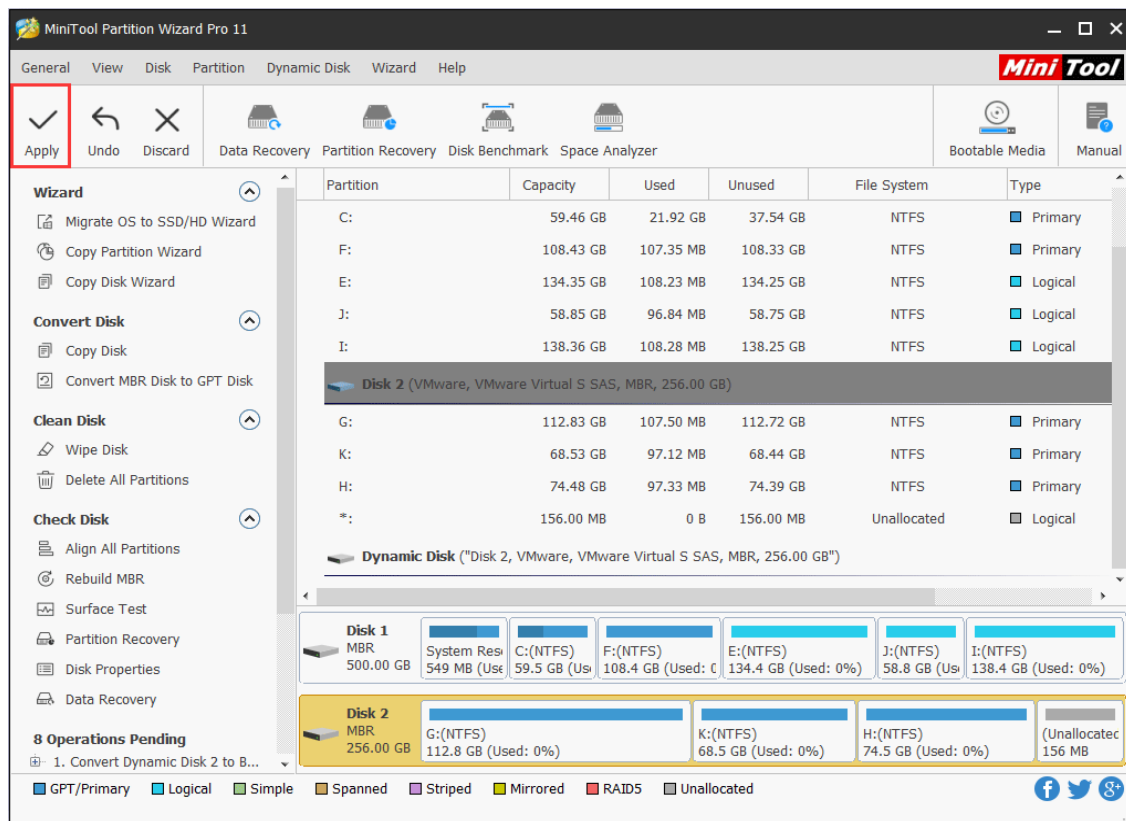 MiniTool Partition Wizard Pro 11
General View Disk Partition Dynamic Disk Wizard Help
Mini Tool
Apply Undo Discard Data Recovery Partition Recovery Disk Benchmark Space Analyzer Bootable Media Manual
Wizard
Migrate OS to SSD/HD Wizard
Copy Partition Wizard
Copy Disk Wizard
Convert Disk
Copy Disk
Convert MBR Disk to GPT Disk
Clean Disk
Wipe Disk
Delete All Partitions
Check Disk
Align All Partitions
Rebuild MBR
Surface Test
Partition Recovery
Disk Properties
Data Recovery
8 Operations Pending
1. Convert Dynamic Disk 2 to B...
Partition Capacity Used Unused File System Type
C: 59.46 GB 21.92 GB 37.54 GB NTFS Primary
F: 108.43 GB 107.35 MB 108.33 GB NTFS Primary
E: 134.35 GB 108.23 MB 134.25 GB NTFS Logical
J: 58.85 GB 96.84 MB 58.75 GB NTFS Logical
I: 138.36 GB 108.28 MB 138.25 GB NTFS Logical
Disk 2 (VMware, VMware Virtual S SAS, MBR, 256.00 GB)
G: 112.83 GB 107.50 MB 112.72 GB NTFS Primary
K: 68.53 GB 97.12 MB 68.44 GB NTFS Primary
H: 74.48 GB 97.33 MB 74.39 GB NTFS Primary
*: 156.00 MB 0 B 156.00 MB Unallocated Logical
Dynamic Disk ("Disk 2, VMware, VMware Virtual S SAS, MBR, 256.00 GB")
Disk 1
MBR
500.00 GB
System Res
549 MB (Use
C:(NTFS)
59.5 GB (Us
F:(NTFS)
108.4 GB (Used: 
E:(NTFS)
134.4 GB (Used: 0%)
J:(NTFS)
58.8 GB (Us
I:(NTFS)
138.4 GB (Used: 0%)
Disk 2
MBR
256.00 GB
G:(NTFS)
112.8 GB (Used: 0%)
K:(NTFS)
68.5 GB (Used: 0%)
H:(NTFS)
74.5 GB (Used: 0%)
(Unallocatec
156 MB
GPT/Primary Logical Simple Spanned Striped Mirrored RAID5 Unallocated